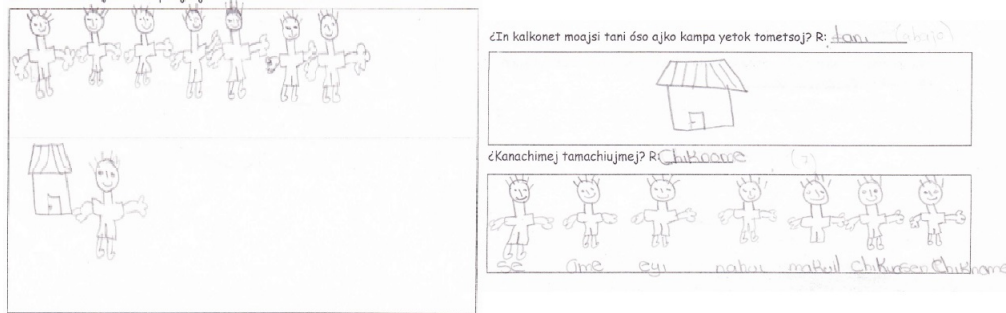 ¿In kalkonet moajsi tani óso ajko kampa yetok tometsoj? R: tani (abajo)
¿Kanachimej tamachiujmej? R: Chikoome (7)
se ome eyi nahui makuil chikuasen Chikoome